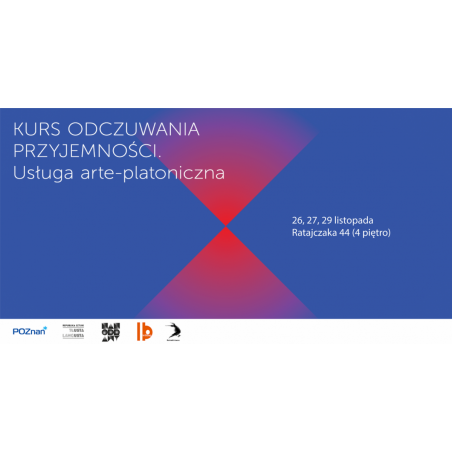 KURS ODCZUWANIA
PRZYJEMNOŚCI.
Usługa arte-platoniczna
26, 27, 29 listopada
Ratajczaka 44 (4 piętro)
POZnan*